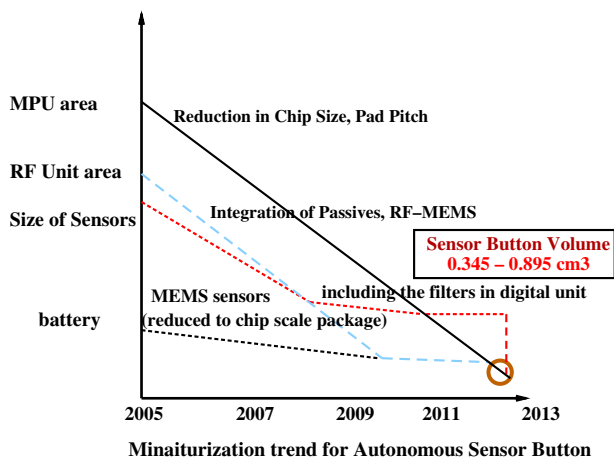 MPU area
Reduction in Chip Size, Pad Pitch
RF Unit area
Size of Sensors
Integration of Passives, RF−MEMS
Sensor Button Volume
0.345 − 0.895 cm3
MEMS sensors
including the filters in digital unit
battery
(reduced to chip scale package)
2005
2007
2009
2011
2013
Minaiturization trend for Autonomous Sensor Button